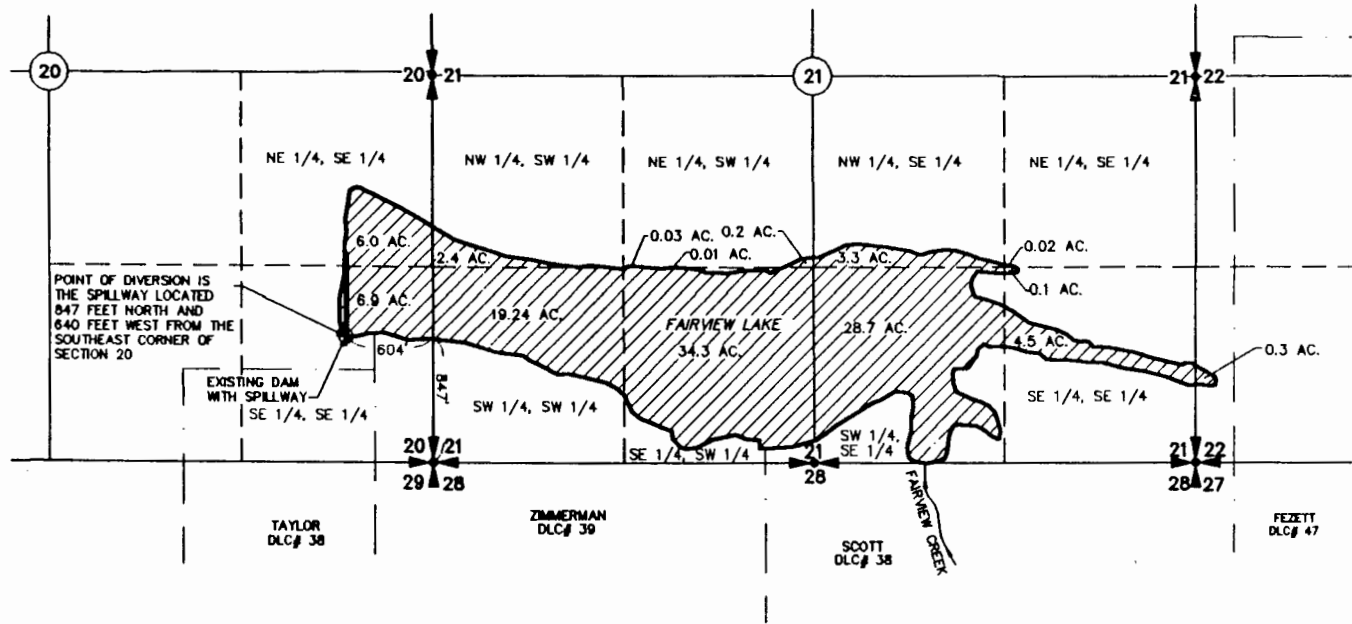 20
20 21
21
21 22
NE 1/4, SE 1/4
NW 1/4, SW 1/4
NE 1/4, SW 1/4
NW 1/4, SE 1/4
NE 1/4, SE 1/4
6.0 AC.
2.4 AC.
0.03 AC.
0.2 AC.
0.01 AC.
3.3 AC.
0.02 AC.
0.1 AC.
POINT OF DIVERSION IS
THE SPILLWAY LOCATED
847 FEET NORTH AND
640 FEET WEST FROM THE
SOUTHEAST CORNER OF
SECTION 20
6.9 AC.
19.24 AC.
FAIRVIEW LAKE
34.3 AC.
28.7 AC.
4.5 AC.
0.3 AC.
604'
847'
EXISTING DAM
WITH SPILLWAY
SE 1/4, SE 1/4
SW 1/4, SW 1/4
SE 1/4, SW 1/4
SW 1/4,
SE 1/4
SE 1/4, SE 1/4
20 21
29 28
21
28
21 22
28 27
TAYLOR
DLC# 38
ZIMMERMAN
DLC# 39
SCOTT
DLC# 38
FAIRVIEW CREEK
FEZETT
DLC# 47